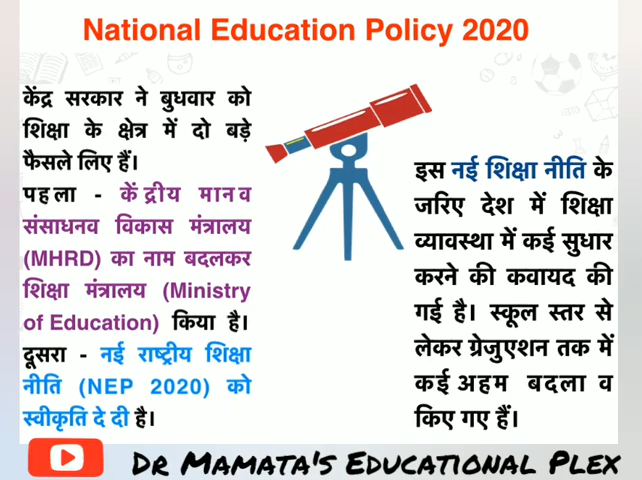 National Education Policy 2020
केंद्र सरकार ने बुधवार को
शिक्षा के क्षेत्र में दो बड़े
फैसले लिए हैं।
पहला - केंद्रीय मानव
संसाधनव विकास मंत्रालय
(MHRD) का नाम बदलकर
शिक्षा मंत्रालय (Ministry
of Education) किया है।
दूसरा - नई राष्ट्रीय शिक्षा
नीति (NEP 2020) को
स्वीकृति दे दी है।
इस नई शिक्षा नीति के
जरिए देश में शिक्षा
व्यावस्था में कई सुधार
करने की कवायद की
गई है। स्कूल स्तर से
लेकर ग्रेजुएशन तक में
कई अहम बदला व
किए गए हैं।
DR MAMATA'S EDUCATIONAL PLEX